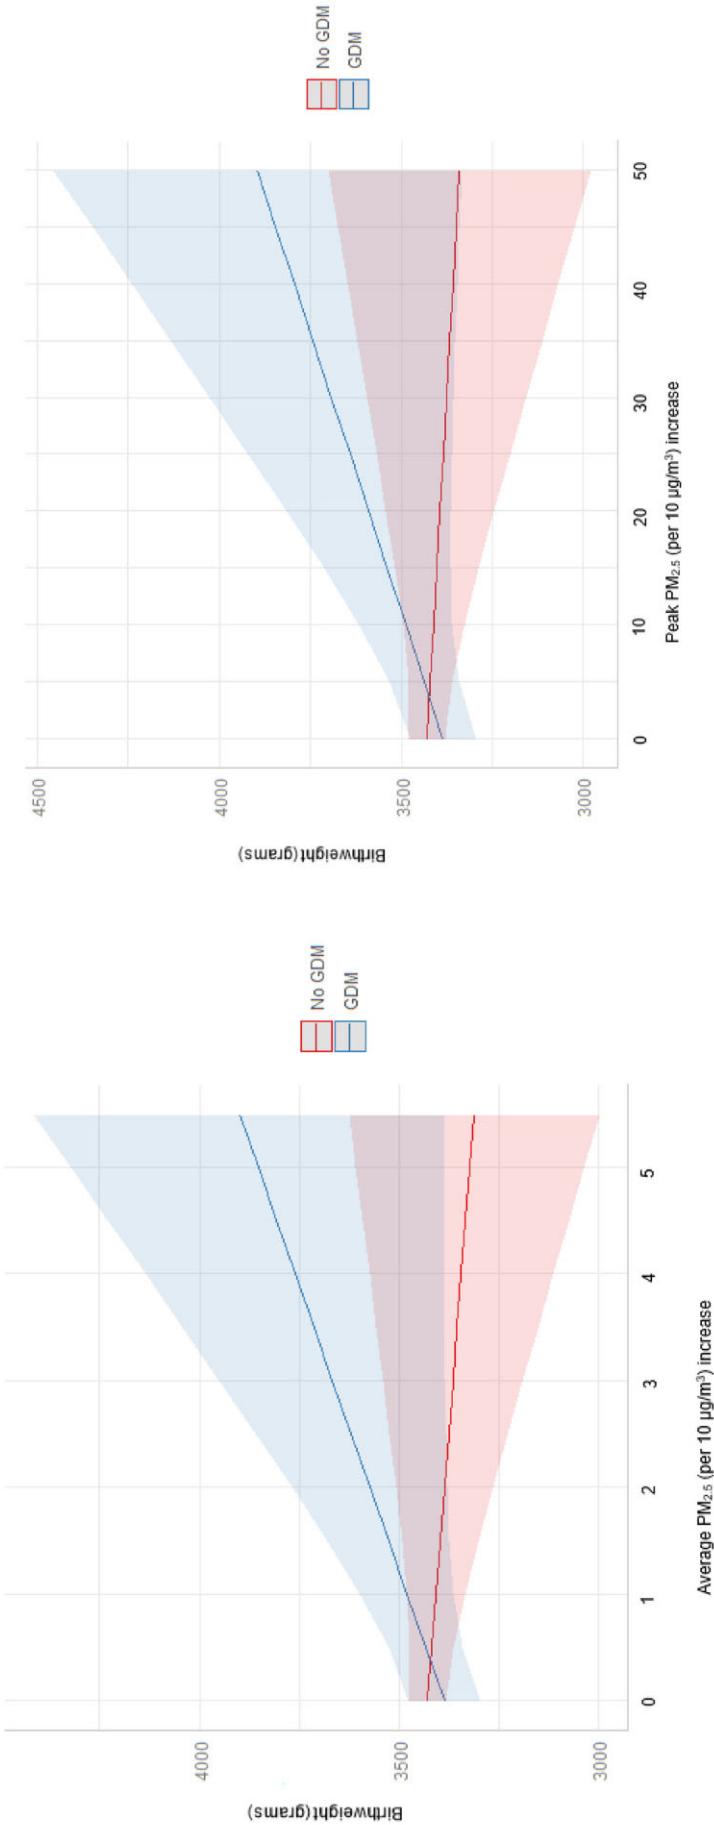 Birthweight (grams)
4000
3500
3000
0
1
2
3
4
5
Average PM₂.₅ (per 10 µg/m³) increase
No GDM
GDM
Birthweight (grams)
4500
4000
3500
3000
0
10
20
30
40
50
Peak PM₂.₅ (per 10 µg/m³) increase
No GDM
GDM